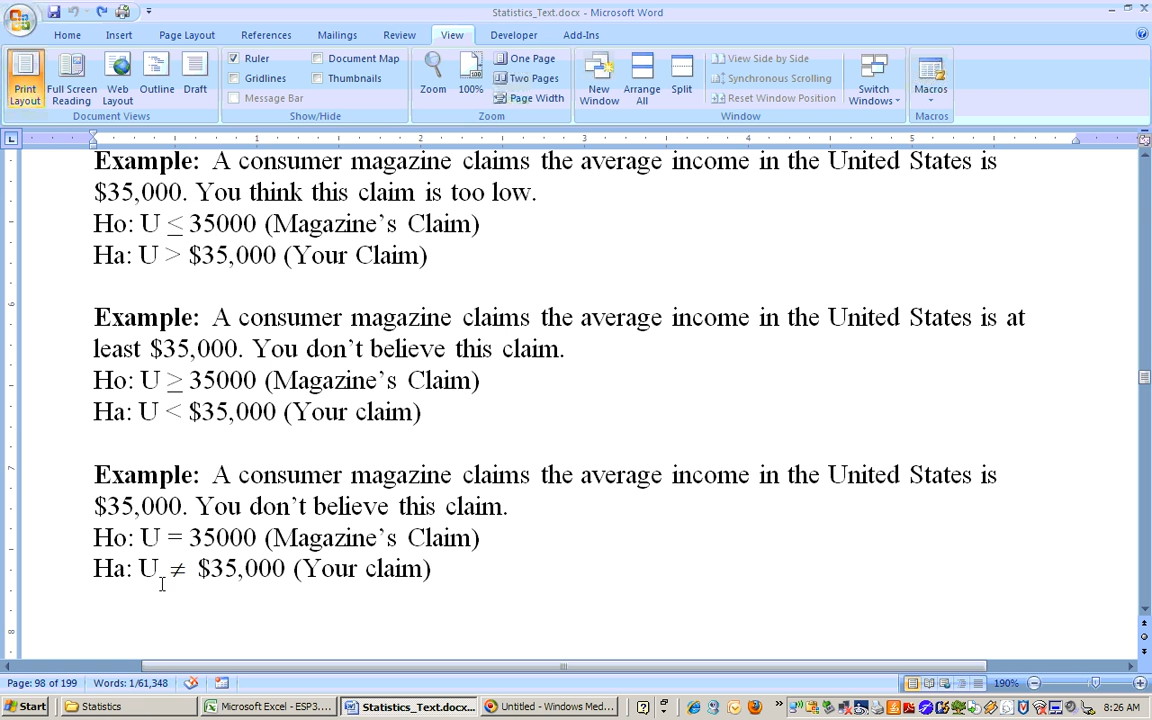 Statistics_Text.docx - Microsoft Word
Home Insert Page Layout References Mailings Review View Developer Add-Ins
Print Layout Full Screen Reading Web Layout Outline Draft
Document Views
Ruler Document Map
Gridlines Thumbnails
Message Bar
Show/Hide
Zoom 100% One Page
Two Pages
Page Width
Zoom
New Window Arrange All Split View Side by Side
Synchronous Scrolling
Reset Window Position
Switch Windows
Window
Macros
Macros
1 2 3 4 5
Example: A consumer magazine claims the average income in the United States is
$35,000. You think this claim is too low.
Ho: U ≤ 35000 (Magazine’s Claim)
Ha: U > $35,000 (Your Claim)
Example: A consumer magazine claims the average income in the United States is at
least $35,000. You don’t believe this claim.
Ho: U ≥ 35000 (Magazine’s Claim)
Ha: U < $35,000 (Your claim)
Example: A consumer magazine claims the average income in the United States is
$35,000. You don’t believe this claim.
Ho: U = 35000 (Magazine’s Claim)
Ha: U ≠ $35,000 (Your claim)
Page: 98 of 199 Words: 1/61,348 190%
Start Statistics Microsoft Excel - ESP3... Statistics_Text.docx... Untitled - Windows Med... 8:26 AM